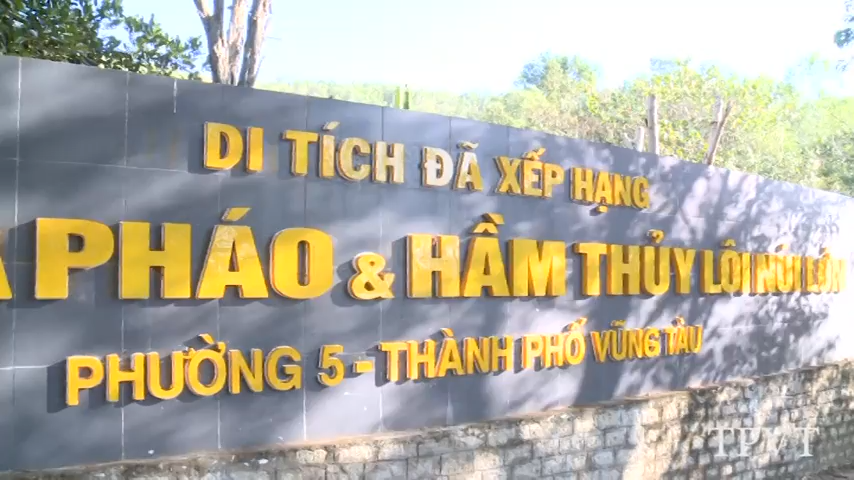 DI TÍCH ĐÃ XẾP HẠNG
PHÁO & HẦM THỦY LÔI NÚI LỚN
PHƯỜNG 5 - THÀNH PHỐ VŨNG TÀU
TPVT